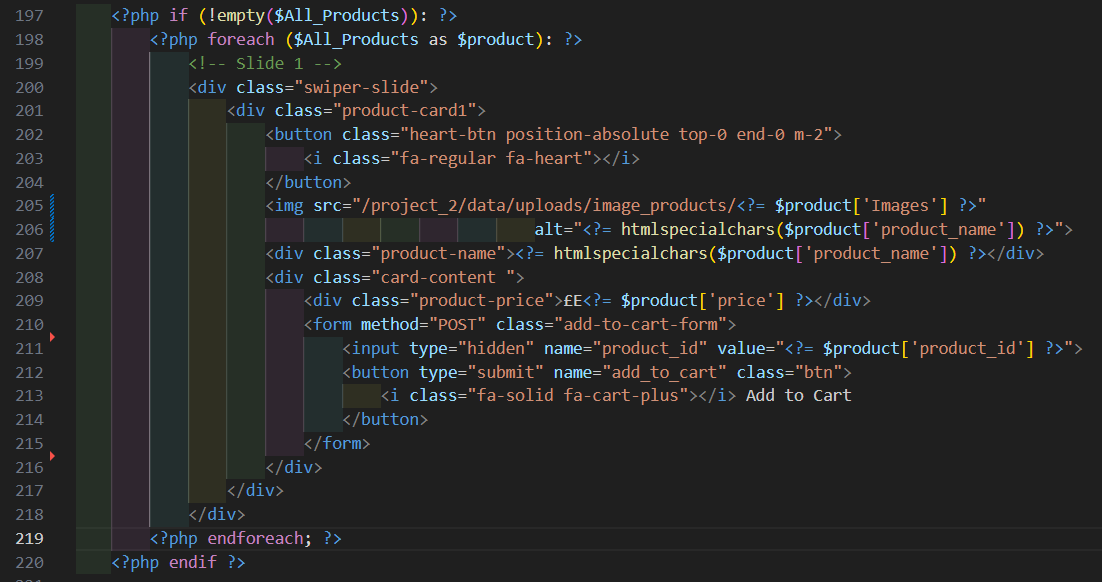 197 <?php if (!empty($All_Products)): ?>
198 <?php foreach ($All_Products as $product): ?>
199 <!-- Slide 1 -->
200 <div class="swiper-slide">
201 <div class="product-card1">
202 <button class="heart-btn position-absolute top-0 end-0 m-2">
203 <i class="fa-regular fa-heart"></i>
204 </button>
205 <img src="/project_2/data/uploads/image_products/<?= $product['Images'] ?>"
206 alt="<?= htmlspecialchars($product['product_name']) ?>">
207 <div class="product-name"><?= htmlspecialchars($product['product_name']) ?></div>
208 <div class="card-content ">
209 <div class="product-price">££<?= $product['price'] ?></div>
210 <form method="POST" class="add-to-cart-form">
211 <input type="hidden" name="product_id" value="<?= $product['product_id'] ?>">
212 <button type="submit" name="add_to_cart" class="btn">
213 <i class="fa-solid fa-cart-plus"></i> Add to Cart
214 </button>
215 </form>
216 </div>
217 </div>
218 </div>
219 <?php endforeach; ?>
220 <?php endif ?>